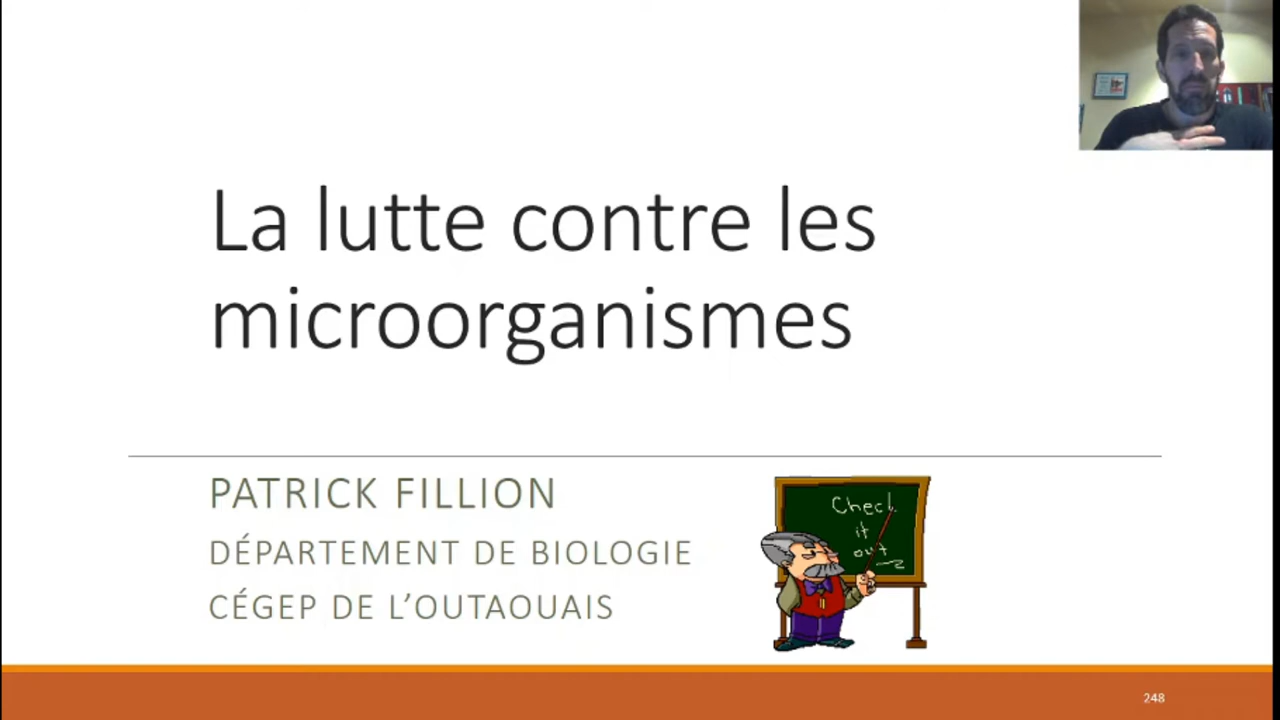 La lutte contre les
microorganismes
PATRICK FILLION
DÉPARTEMENT DE BIOLOGIE
CÉGEP DE L'OUTAOUAIS
Check
it
out
248